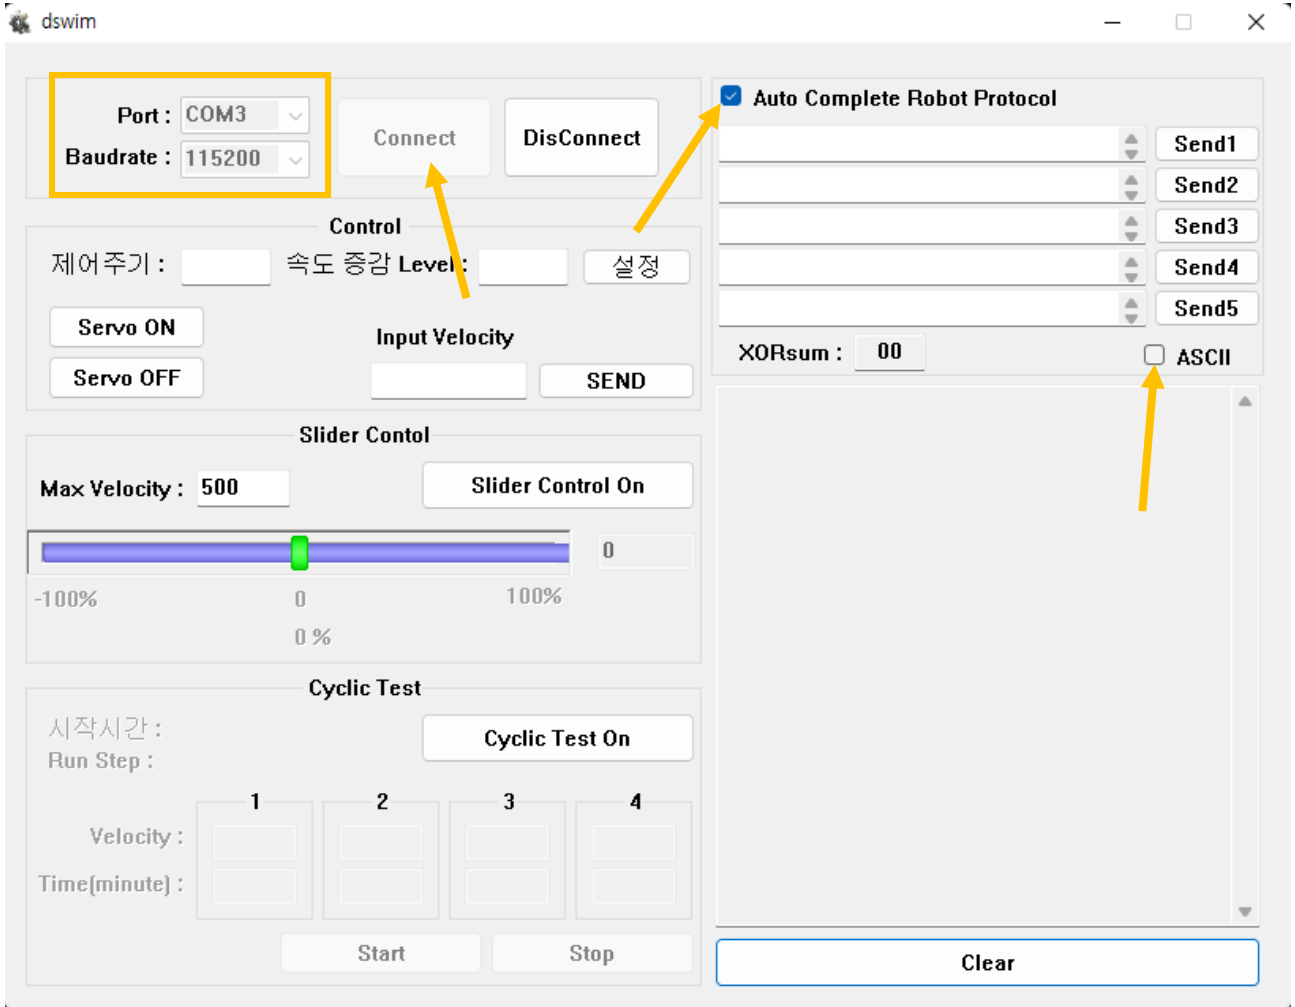 dswim
Port : COM3
Baudrate : 115200
Connect
DisConnect
Control
제어주기 :
속도 증감 Level :
설정
Servo ON
Servo OFF
Input Velocity
SEND
Slider Contol
Max Velocity : 500
Slider Control On
0
-100%
0
100%
0 %
Cyclic Test
시작시간 :
Run Step :
Cyclic Test On
1 2 3 4
Velocity :
Time(minute) :
Start
Stop
Auto Complete Robot Protocol
Send1
Send2
Send3
Send4
Send5
XORsum : 00
ASCII
Clear